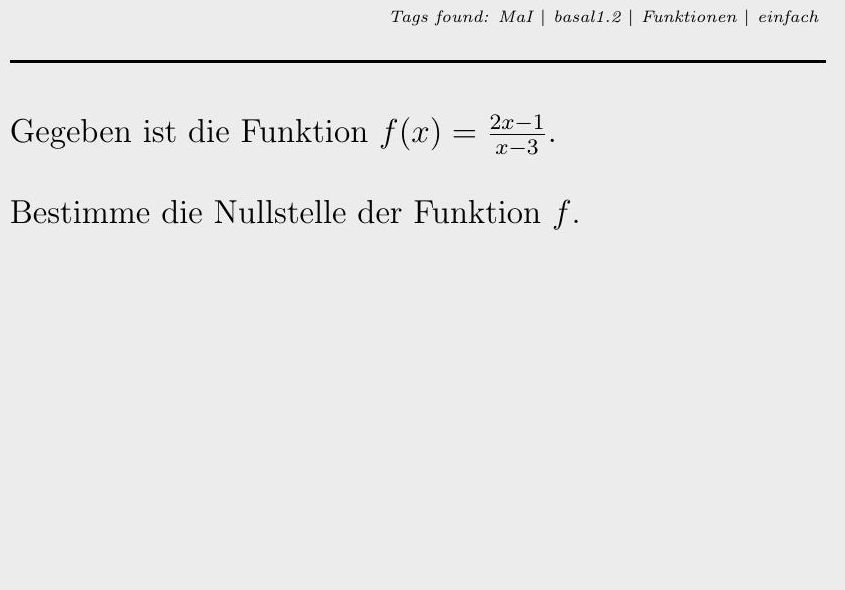 Tags found: MaI | basal1.2 | Funktionen | einfach
Gegeben ist die Funktion f(x) = \frac{2x-1}{x-3}.
Bestimme die Nullstelle der Funktion f.